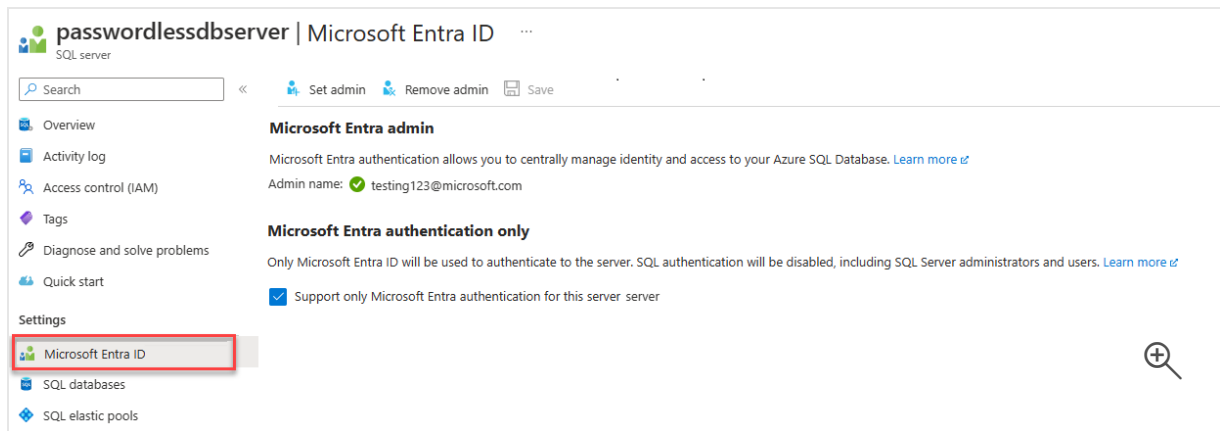 passwordlessdbserver | Microsoft Entra ID ...
SQL server
Search «
Set admin Remove admin Save
Overview
Activity log
Access control (IAM)
Tags
Diagnose and solve problems
Quick start
Settings
Microsoft Entra ID
SQL databases
SQL elastic pools
Microsoft Entra admin
Microsoft Entra authentication allows you to centrally manage identity and access to your Azure SQL Database. Learn more
Admin name: testing123@microsoft.com
Microsoft Entra authentication only
Only Microsoft Entra ID will be used to authenticate to the server. SQL authentication will be disabled, including SQL Server administrators and users. Learn more
Support only Microsoft Entra authentication for this server server